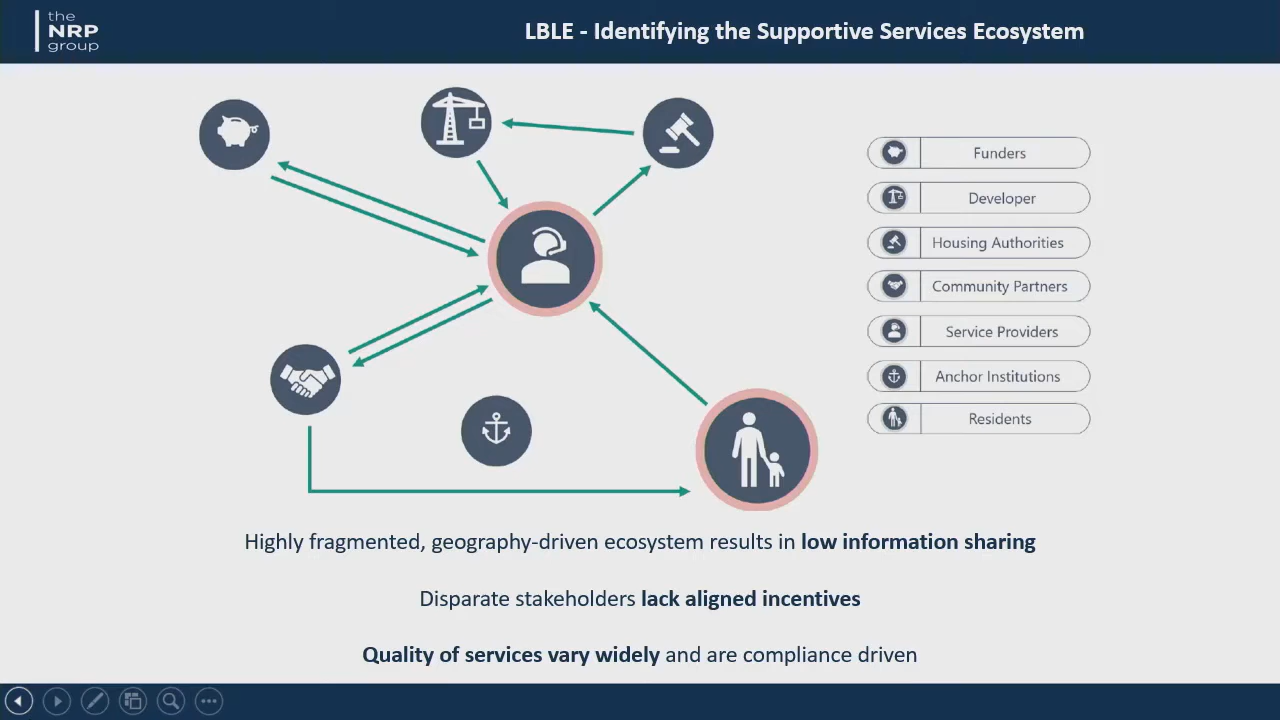 the
NRP
group
LBLE - Identifying the Supportive Services Ecosystem
Funders
Developer
Housing Authorities
Community Partners
Service Providers
Anchor Institutions
Residents
Highly fragmented, geography-driven ecosystem results in low information sharing
Disparate stakeholders lack aligned incentives
Quality of services vary widely and are compliance driven